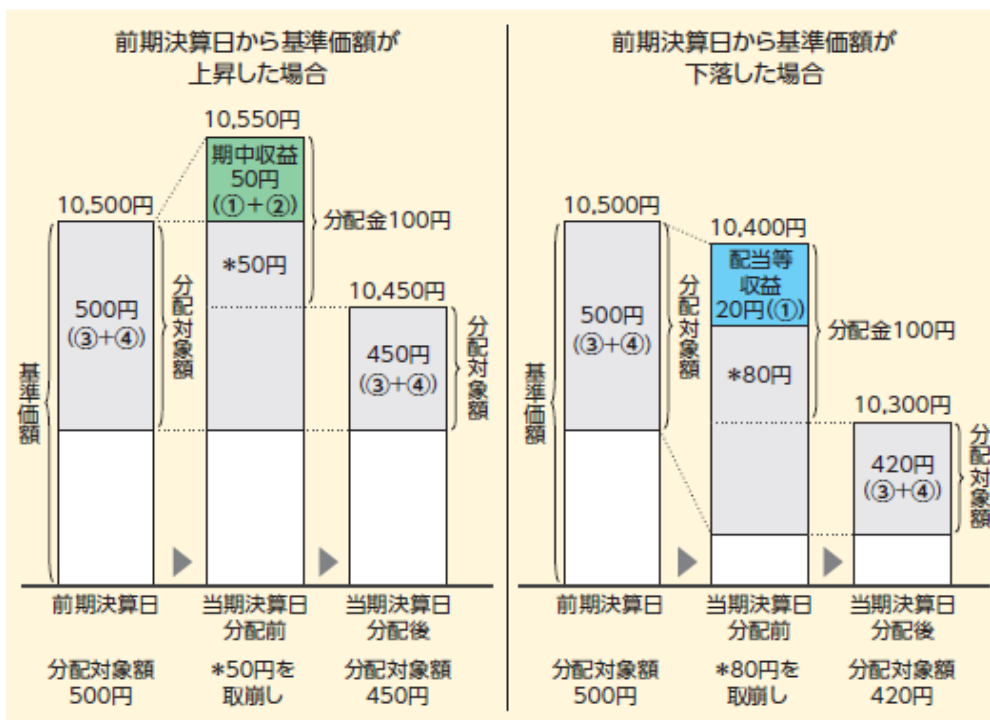 前期決算日から基準価額が
上昇した場合
10,550円
期中収益
50円
(①+②)
10,500円
分配金100円
*50円
10,450円
500円
(③+④)
分配対象額
450円
(③+④)
分配対象額
基準価額
前期決算日
当期決算日
分配前
当期決算日
分配後
分配対象額
500円
*50円を
取崩し
分配対象額
450円
前期決算日から基準価額が
下落した場合
10,500円
10,400円
配当等
収益
20円(①)
500円
(③+④)
分配対象額
分配金100円
*80円
10,300円
基準価額
420円
(③+④)
分配対象額
前期決算日
当期決算日
分配前
当期決算日
分配後
分配対象額
500円
*80円を
取崩し
分配対象額
420円